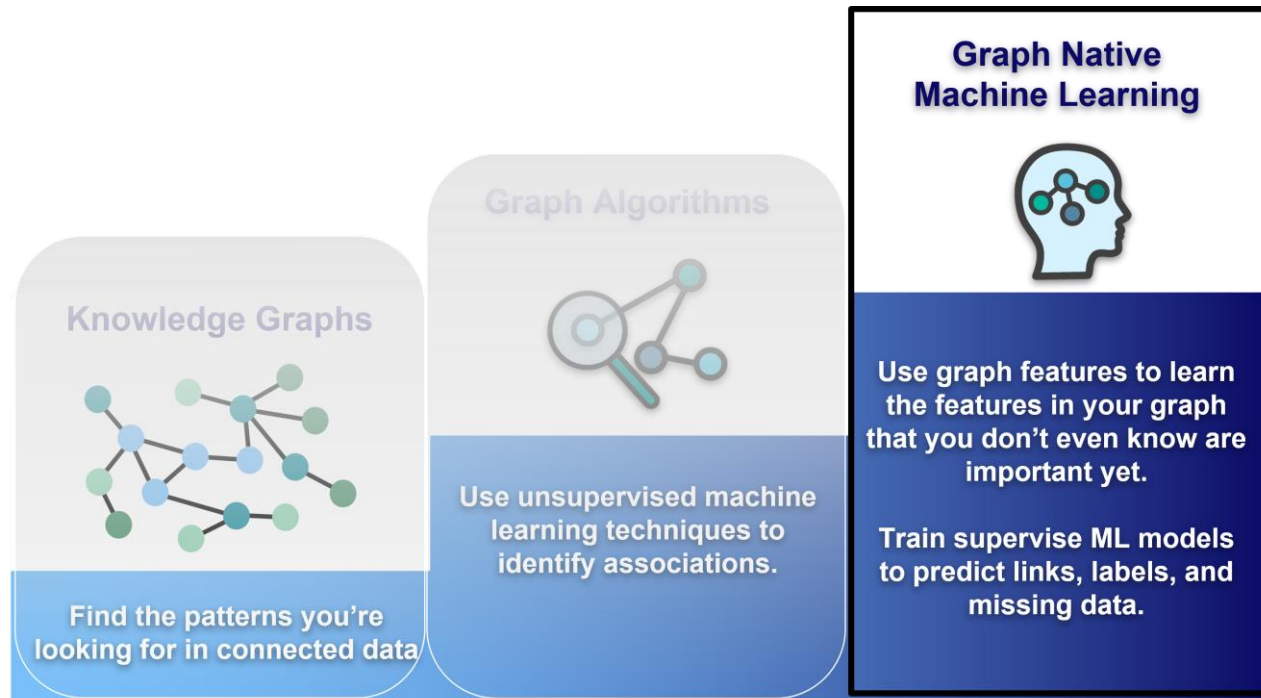 Knowledge Graphs
Find the patterns you’re
looking for in connected data
Graph Algorithms
Use unsupervised machine
learning techniques to
identify associations.
Graph Native
Machine Learning
Use graph features to learn
the features in your graph
that you don’t even know are
important yet.
Train supervise ML models
to predict links, labels, and
missing data.